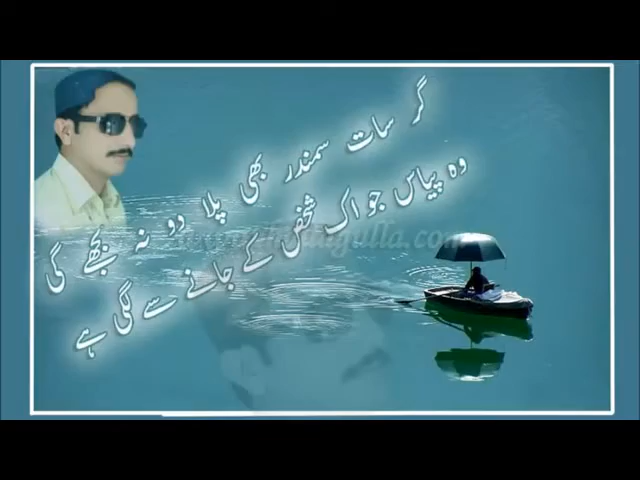 گر سات سمندر بھی پلا دو نہ بجھے گی
وہ پیاس جو اک شخص کے جانے سے لگی ہے